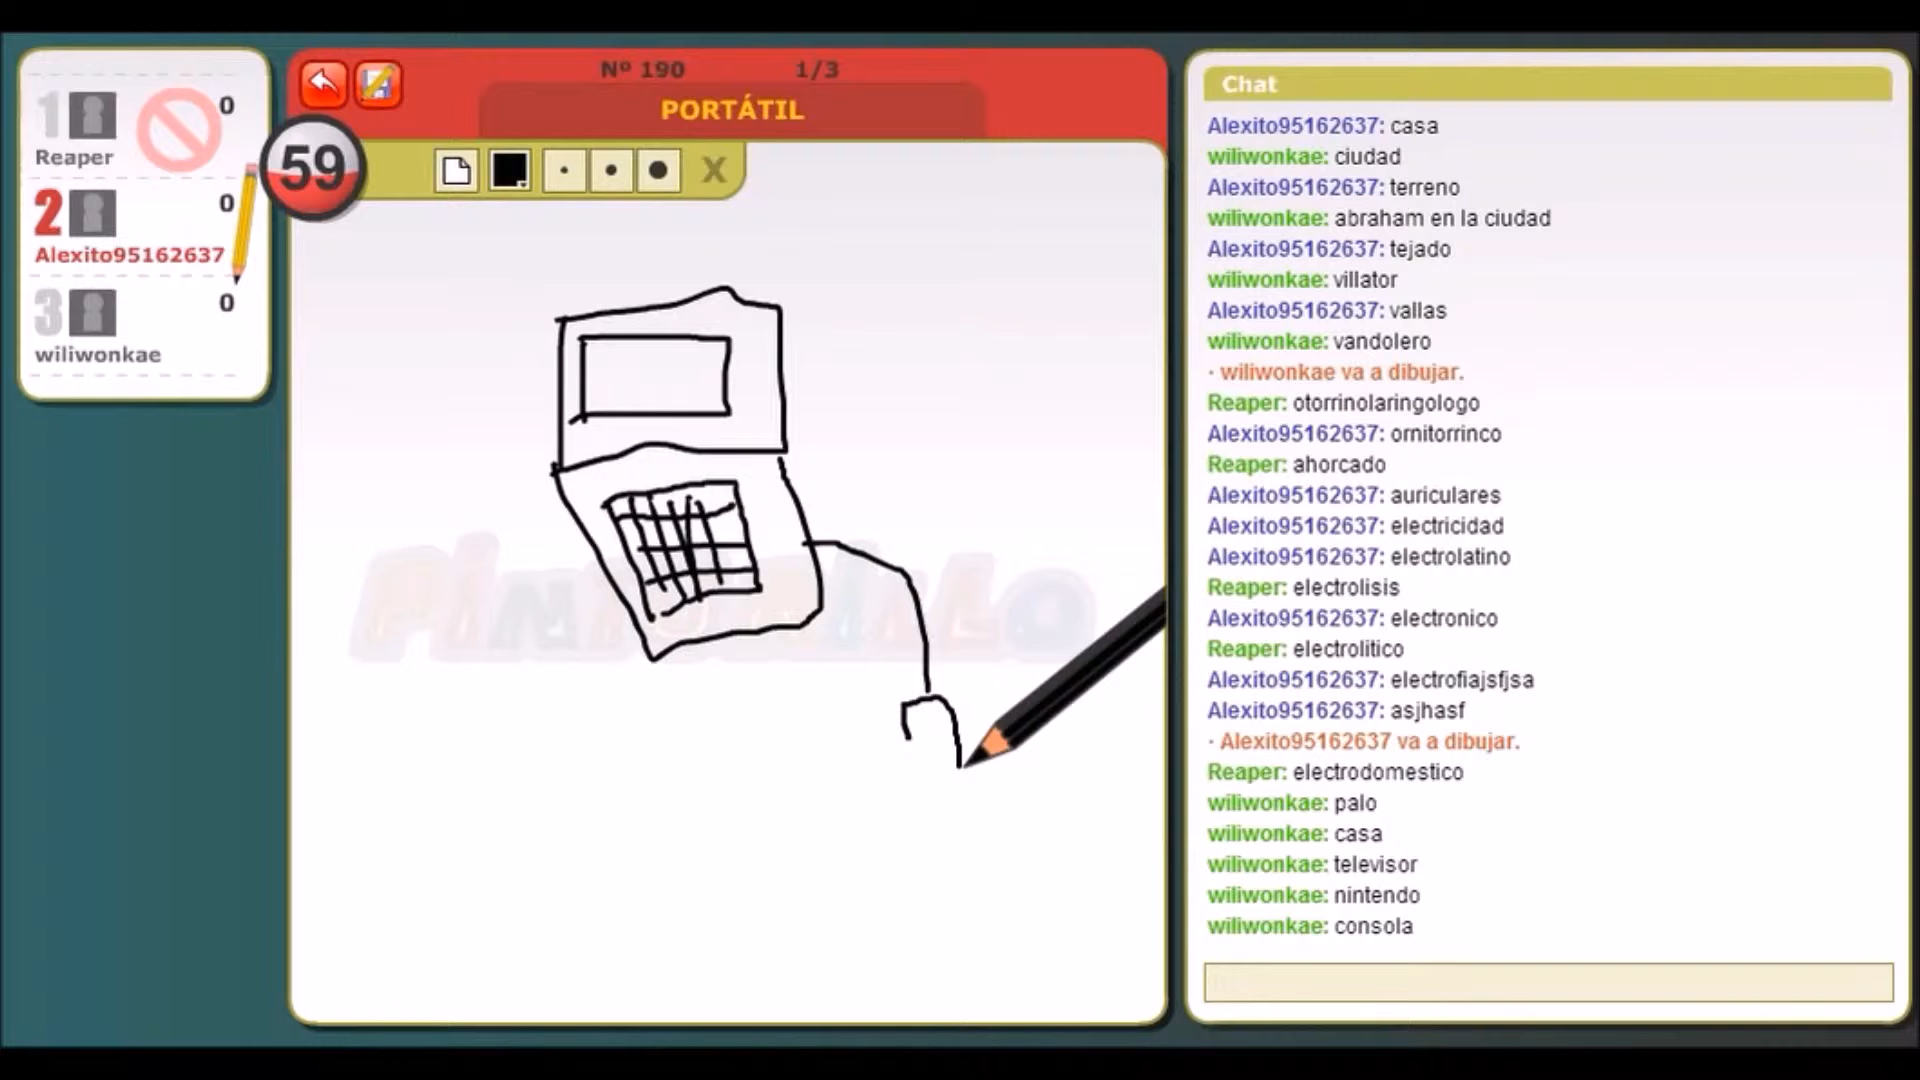 1
0
Reaper
2
0
Alexito95162637
3
0
wiliwonkae
Nº 190
1/3
PORTÁTIL
59
X
PINTURILLO
Chat
Alexito95162637: casa
wiliwonkae: ciudad
Alexito95162637: terreno
wiliwonkae: abraham en la ciudad
Alexito95162637: tejado
wiliwonkae: villator
Alexito95162637: vallas
wiliwonkae: vandolero
· wiliwonkae va a dibujar.
Reaper: otorrinolaringologo
Alexito95162637: ornitorrinco
Reaper: ahorcado
Alexito95162637: auriculares
Alexito95162637: electricidad
Alexito95162637: electrolatino
Reaper: electrolisis
Alexito95162637: electronico
Reaper: electrolitico
Alexito95162637: electrofiajsfjsa
Alexito95162637: asjhasf
· Alexito95162637 va a dibujar.
Reaper: electrodomestico
wiliwonkae: palo
wiliwonkae: casa
wiliwonkae: televisor
wiliwonkae: nintendo
wiliwonkae: consola